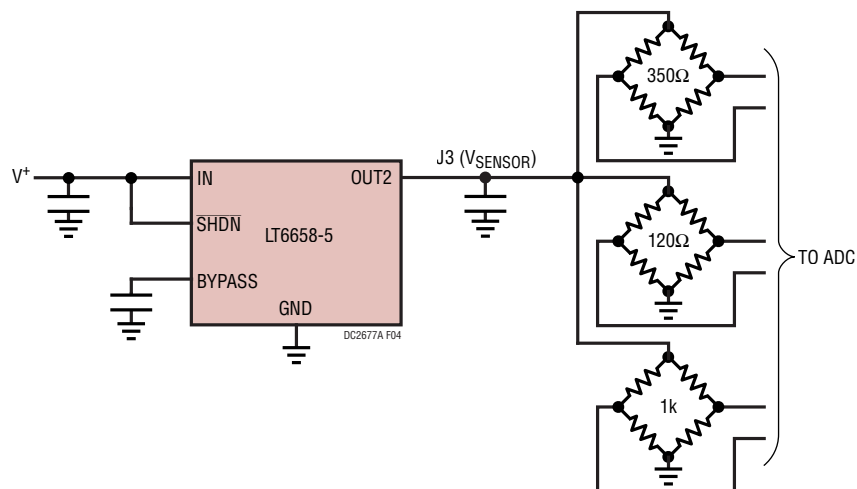 350Ω
J3 (VSENSOR)
V+
IN
OUT2
SHDN
LT6658-5
120Ω
TO ADC
BYPASS
GND
DC2677A F04
1k